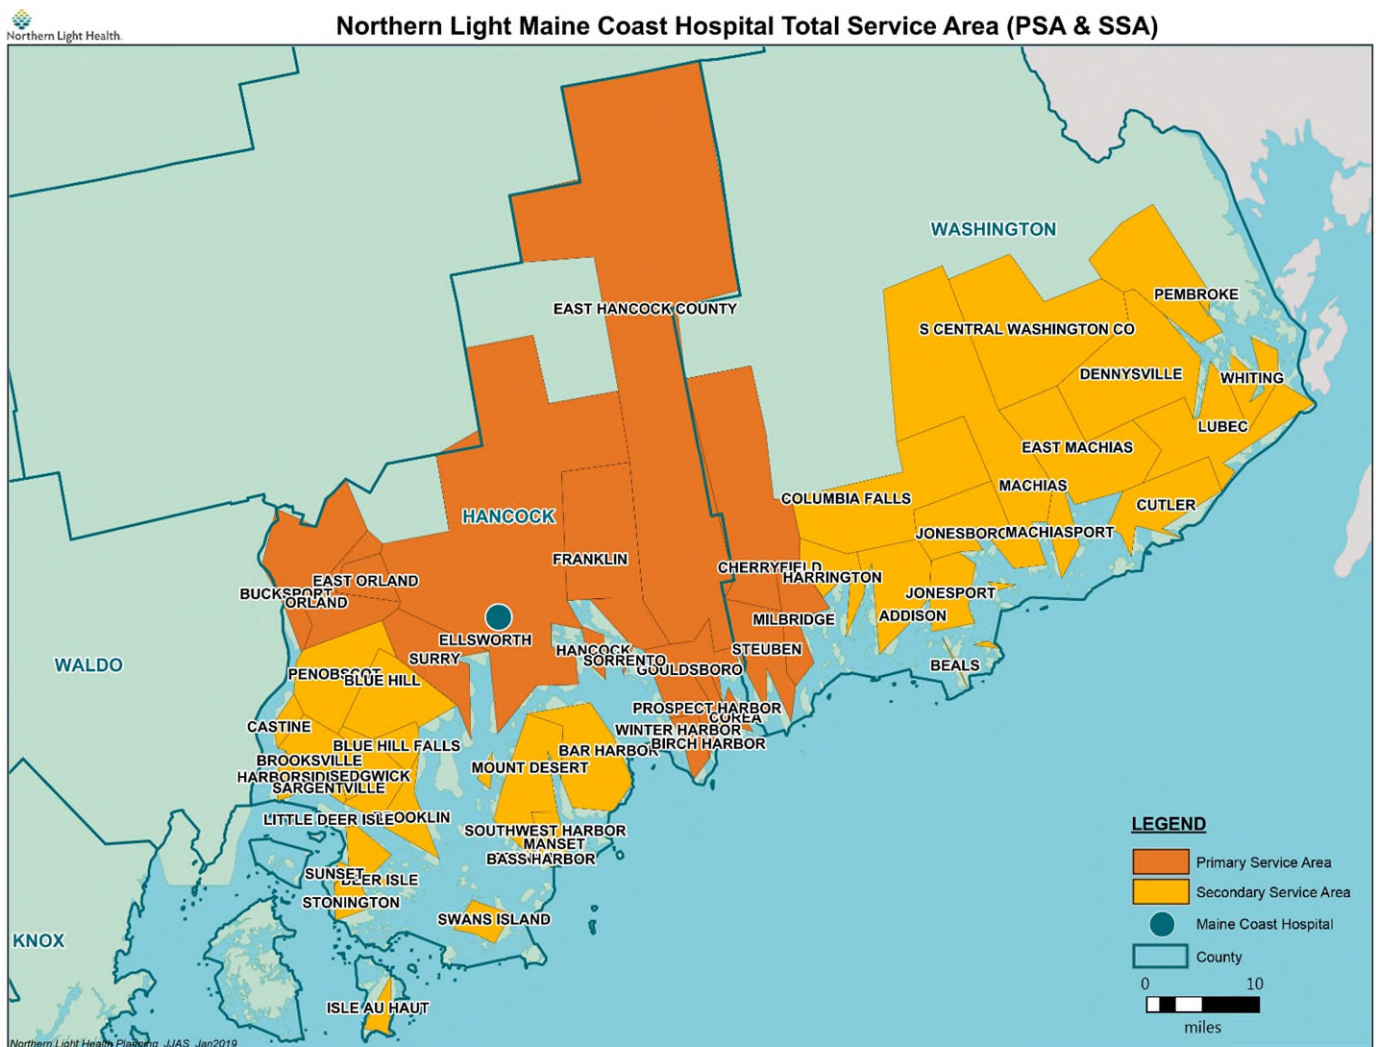 Northern Light Health.
Northern Light Maine Coast Hospital Total Service Area (PSA & SSA)
WASHINGTON
PEMBROKE
EAST HANCOCK COUNTY
S CENTRAL WASHINGTON CO
DENNYSVILLE
WHITING
LUBEC
EAST MACHIAS
MACHIAS
COLUMBIA FALLS
CUTLER
HANCOCK
JONESBORO
MACHIASPORT
FRANKLIN
CHERRYFIELD
HARRINGTON
EAST ORLAND
BUCKSPORT
ORLAND
JONESPORT
ADDISON
MILBRIDGE
ELLSWORTH
STEUBEN
HANCOCK
SORRENTO
GOULDSBORO
SURRY
WALDO
BEALS
PENOBSCOT
BLUE HILL
PROSPECT HARBOR
COREA
WINTER HARBOR
BIRCH HARBOR
CASTINE
BLUE HILL FALLS
BAR HARBOR
BROOKSVILLE
MOUNT DESERT
HARBORSIDE
SEDGWICK
SARGENTVILLE
LITTLE DEER ISLE
BROOKLIN
SOUTHWEST HARBOR
MANSET
BASS HARBOR
SUNSET
DEER ISLE
STONINGTON
SWANS ISLAND
KNOX
ISLE AU HAUT
LEGEND
Primary Service Area
Secondary Service Area
Maine Coast Hospital
County
0 10
miles
Northern Light Health Planning JJAS Jan2019